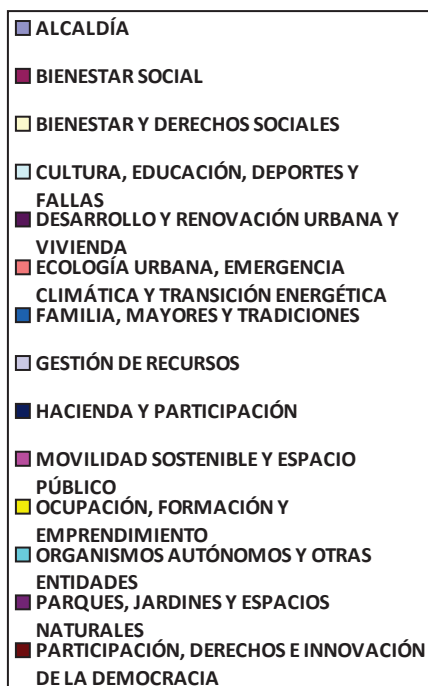 ALCALDÍA
BIENESTAR SOCIAL
BIENESTAR Y DERECHOS SOCIALES
CULTURA, EDUCACIÓN, DEPORTES Y
FALLAS
DESARROLLO Y RENOVACIÓN URBANA Y
VIVIENDA
ECOLOGÍA URBANA, EMERGENCIA
CLIMÁTICA Y TRANSICIÓN ENERGÉTICA
FAMILIA, MAYORES Y TRADICIONES
GESTIÓN DE RECURSOS
HACIENDA Y PARTICIPACIÓN
MOVILIDAD SOSTENIBLE Y ESPACIO
PÚBLICO
OCUPACIÓN, FORMACIÓN Y
EMPRENDIMIENTO
ORGANISMOS AUTÓNOMOS Y OTRAS
ENTIDADES
PARQUES, JARDINES Y ESPACIOS
NATURALES
PARTICIPACIÓN, DERECHOS E INNOVACIÓN
DE LA DEMOCRACIA